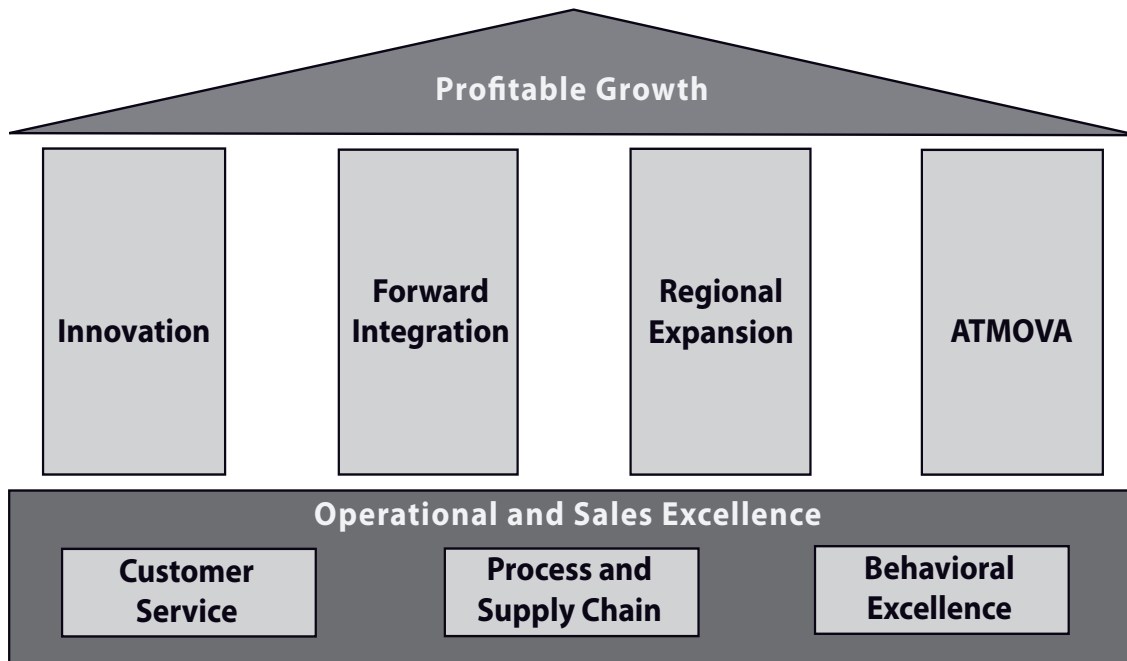 Profitable Growth
Innovation
Forward
Integration
Regional
Expansion
ATMOVA
Operational and Sales Excellence
Customer
Service
Process and
Supply Chain
Behavioral
Excellence